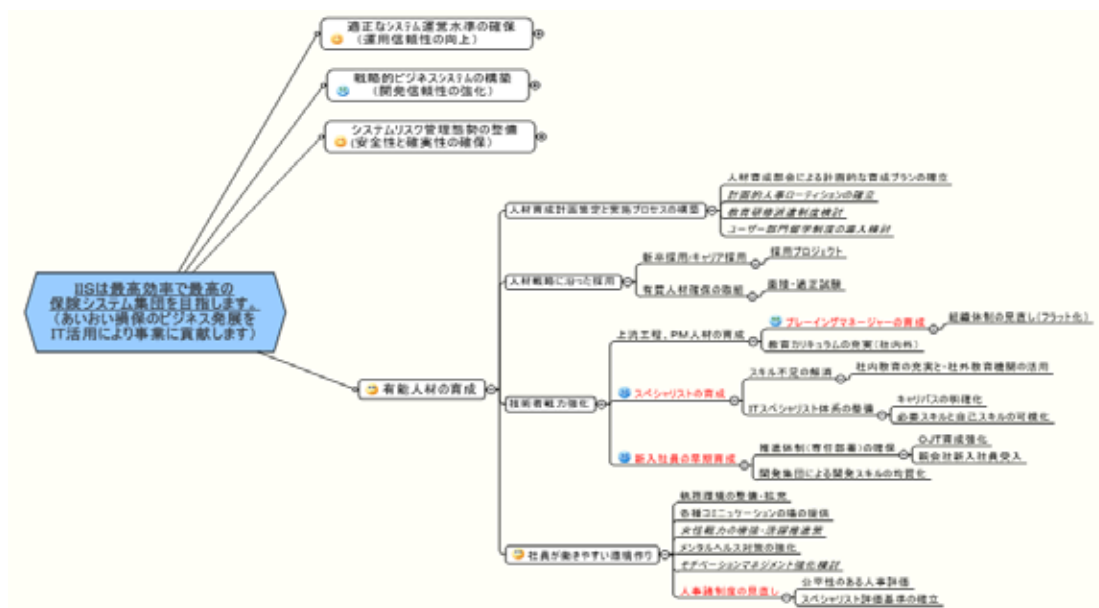 適正なシステム運営水準の確保
（運用信頼性の向上）
戦略的ビジネスシステムの構築
（開発信頼性の強化）
システムリスク管理態勢の整備
(安全性と確実性の確保)
IISは最高効率で最高の
保険システム集団を目指します。
（あいおい損保のビジネス発展を
IT活用により事業に貢献します）
有能人材の育成
人材育成計画策定と実施プロセスの構築
人材育成部会による計画的な育成プランの確立
計画的人事ローティションの確立
教育研修派遣制度検討
ユーザー部門留学制度の導入検討
人材戦略に沿った採用
新卒採用/キャリア採用
採用プロジェクト
有質人材確保の取組
面接・適正試験
技術者戦力強化
上流工程、PM人材の育成
プレーイングマネージャーの育成
組織体制の見直し(フラット化)
教育カリキュラムの充実(社内外)
スペシャリストの育成
スキル不足の解消
社内教育の充実と・社外教育機関の活用
ITスペシャリスト体系の整備
キャリパスの明確化
必要スキルと自己スキルの可視化
新入社員の早期育成
推進体制(専任部署)の確保
OJT育成強化
親会社新入社員受入
開発集団による開発スキルの均質化
社員が働きやすい環境作り
執務環境の整備・拡充
各種コミニュケーションの場の提供
女性戦力の確保・活躍推進策
メンタルヘルス対策の強化
モチベーションマネジメント強化検討
人事諸制度の見直し
公平性のある人事評価
スペシャリスト評価基準の確立